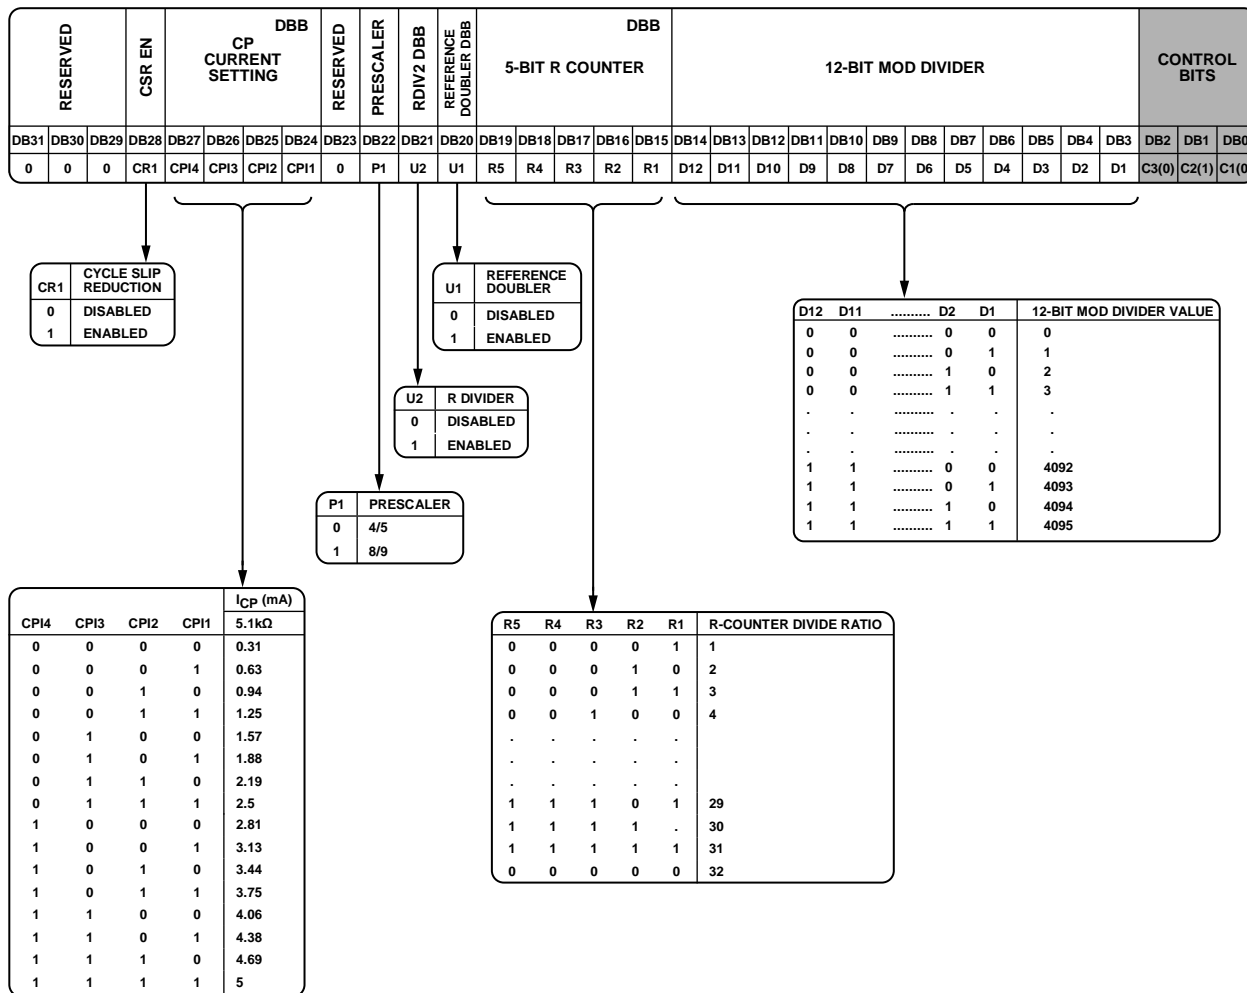 RESERVED
CSR EN
DBB
CP
CURRENT
SETTING
RESERVED
PRESCALER
RDIV2 DBB
REFERENCE
DOUBLER DBB
DBB
5-BIT R COUNTER
12-BIT MOD DIVIDER
CONTROL
BITS
DB31 DB30 DB29 DB28 DB27 DB26 DB25 DB24 DB23 DB22 DB21 DB20 DB19 DB18 DB17 DB16 DB15 DB14 DB13 DB12 DB11 DB10 DB9 DB8 DB7 DB6 DB5 DB4 DB3 DB2 DB1 DB0
0 0 0 CR1 CPI4 CPI3 CPI2 CPI1 0 P1 U2 U1 R5 R4 R3 R2 R1 D12 D11 D10 D9 D8 D7 D6 D5 D4 D3 D2 D1 C3(0) C2(1) C1(0
CR1 CYCLE SLIP
REDUCTION
0 DISABLED
1 ENABLED
U1 REFERENCE
DOUBLER
0 DISABLED
1 ENABLED
U2 R DIVIDER
0 DISABLED
1 ENABLED
P1 PRESCALER
0 4/5
1 8/9
D12 D11 .......... D2 D1 12-BIT MOD DIVIDER VALUE
0 0 .......... 0 0 0
0 0 .......... 0 1 1
0 0 .......... 1 0 2
0 0 .......... 1 1 3
. . .......... . . .
. . .......... . . .
. . .......... . . .
1 1 .......... 0 0 4092
1 1 .......... 0 1 4093
1 1 .......... 1 0 4094
1 1 .......... 1 1 4095
ICP (mA)
CPI4 CPI3 CPI2 CPI1 5.1kΩ
0 0 0 0 0.31
0 0 0 1 0.63
0 0 1 0 0.94
0 0 1 1 1.25
0 1 0 0 1.57
0 1 0 1 1.88
0 1 1 0 2.19
0 1 1 1 2.5
1 0 0 0 2.81
1 0 0 1 3.13
1 0 1 0 3.44
1 0 1 1 3.75
1 1 0 0 4.06
1 1 0 1 4.38
1 1 1 0 4.69
1 1 1 1 5
R5 R4 R3 R2 R1 R-COUNTER DIVIDE RATIO
0 0 0 0 1 1
0 0 0 1 0 2
0 0 0 1 1 3
0 0 1 0 0 4
. . . . .
. . . . .
. . . . .
1 1 1 0 1 29
1 1 1 1 . 30
1 1 1 1 1 31
0 0 0 0 0 32